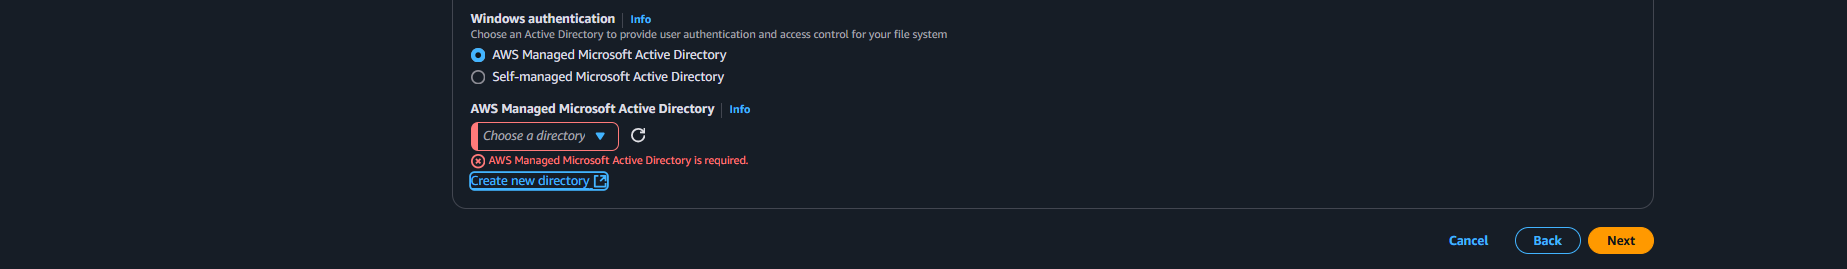 Windows authentication | Info
Choose an Active Directory to provide user authentication and access control for your file system
AWS Managed Microsoft Active Directory
Self-managed Microsoft Active Directory
AWS Managed Microsoft Active Directory | Info
Choose a directory
AWS Managed Microsoft Active Directory is required.
Create new directory
Cancel Back Next